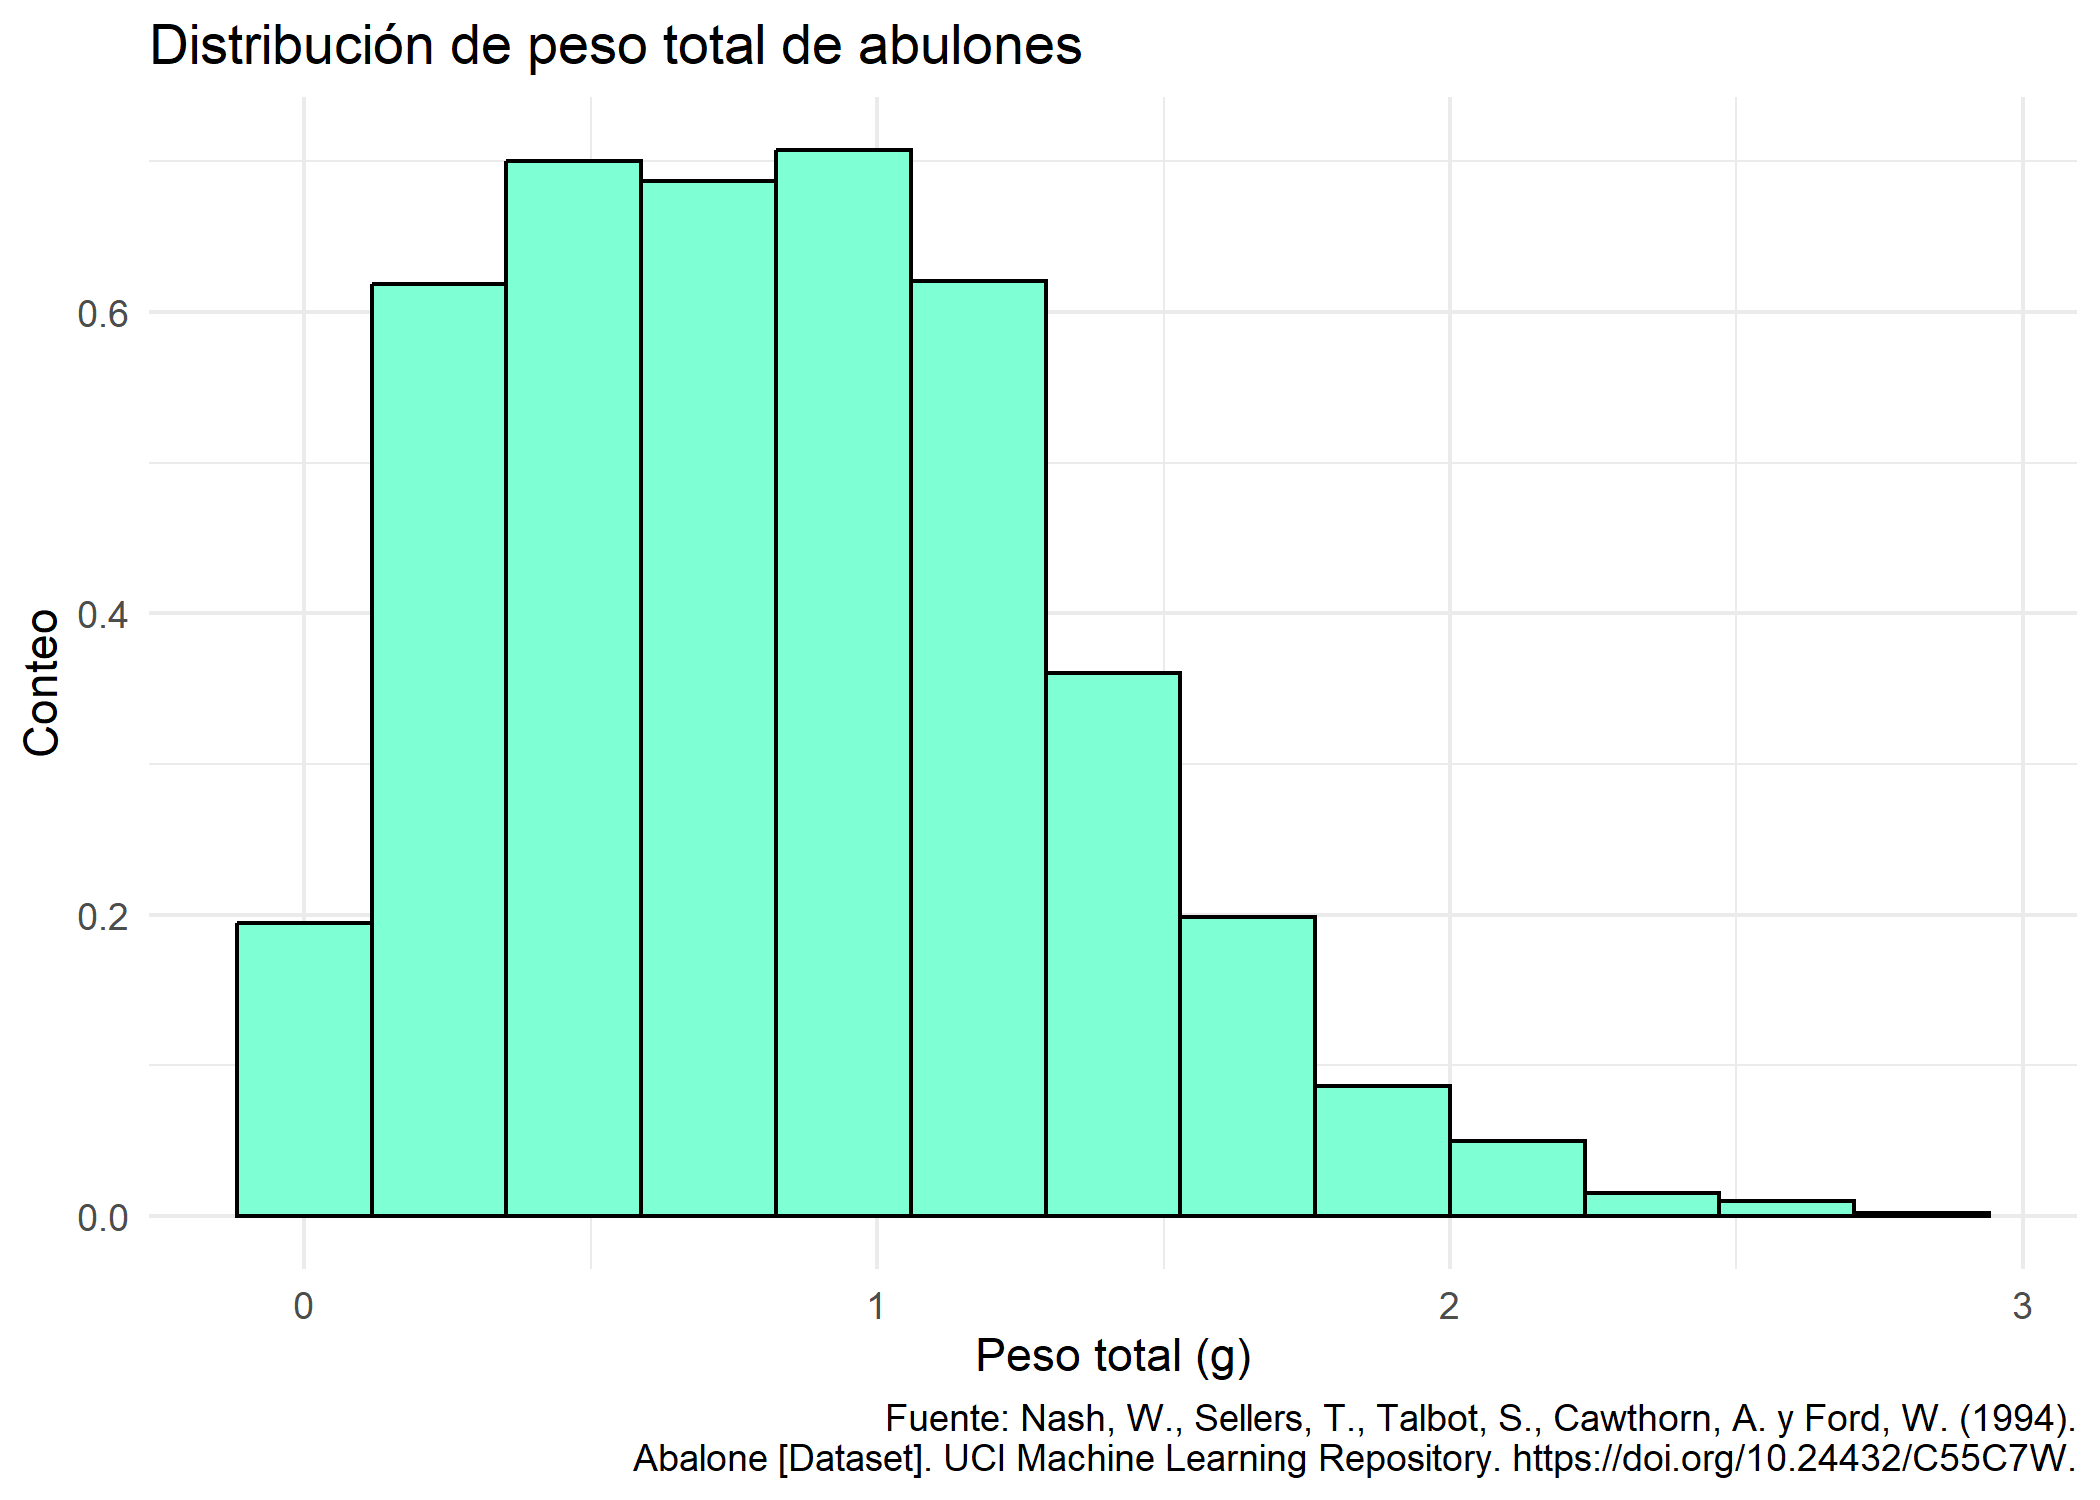 Distribución de peso total de abulones
Conteo
0.6
0.4
0.2
0.0
0 1 2 3
Peso total (g)
Fuente: Nash, W., Sellers, T., Talbot, S., Cawthorn, A. y Ford, W. (1994).
Abalone [Dataset]. UCI Machine Learning Repository. https://doi.org/10.24432/C55C7W.